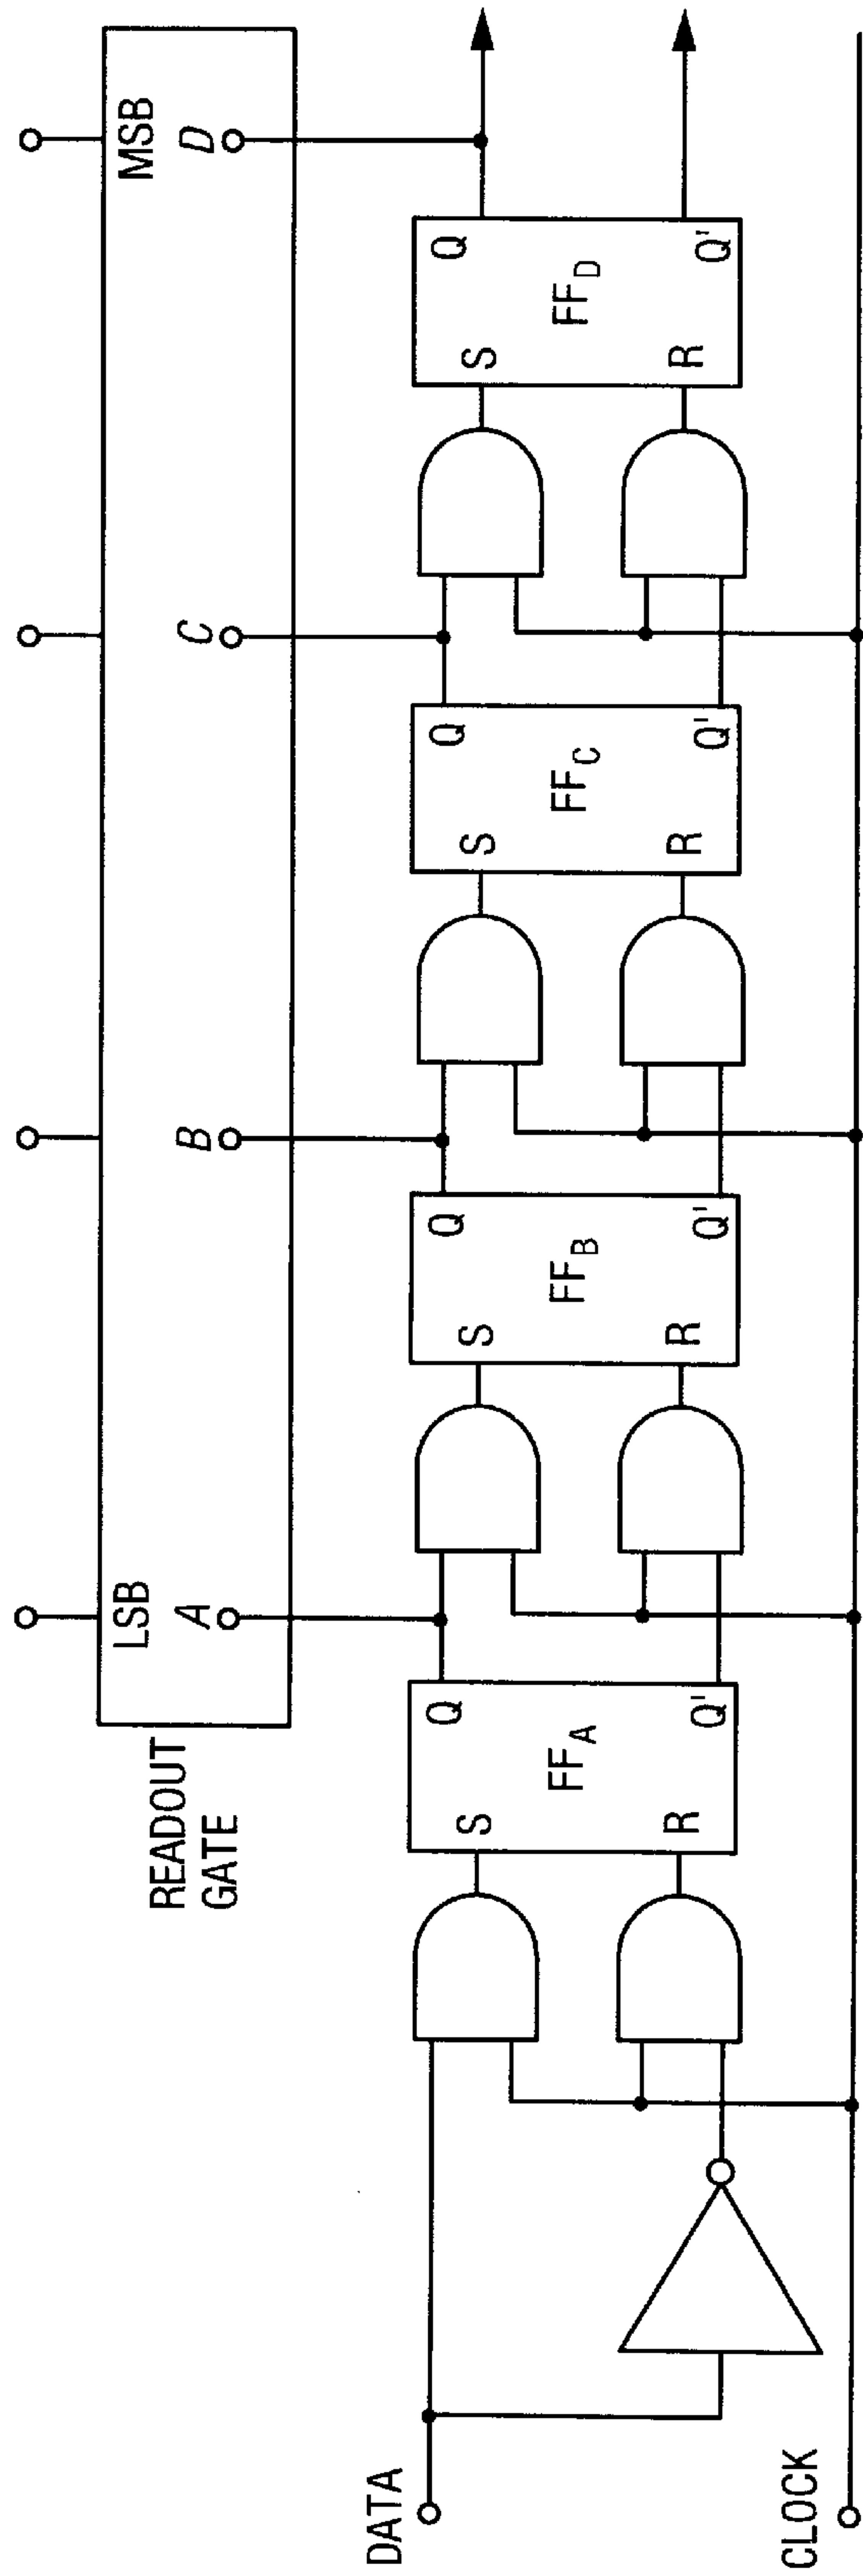 LSB
MSB
READOUT
GATE
A
B
C
D
DATA
S
Q
FFA
R
Q'
S
Q
FFB
R
Q'
S
Q
FFC
R
Q'
S
Q
FFD
R
Q'
CLOCK